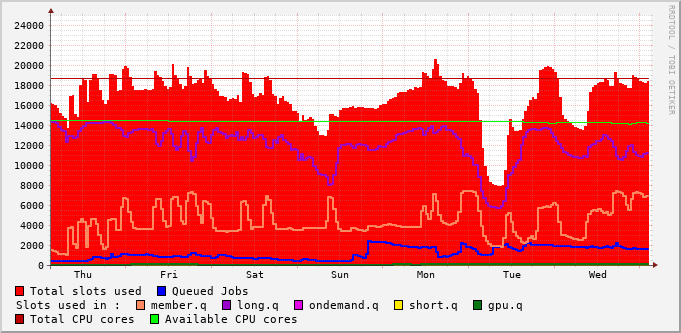 24000
22000
20000
18000
16000
14000
12000
10000
8000
6000
4000
2000
0
Thu Fri Sat Sun Mon Tue Wed
RRDTOOL / TOBI OETIKER
Total slots used Queued Jobs
Slots used in : member.q long.q ondemand.q short.q gpu.q
Total CPU cores Available CPU cores